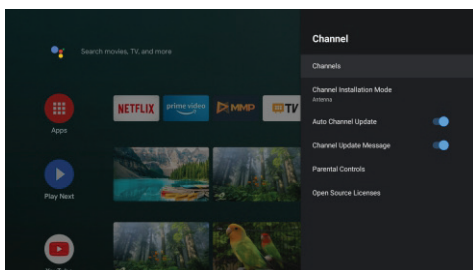 Search movies, TV, and more
Apps
NETFLIX
prime video
MMP
TV
Play Next
Channel
Channels
Channel Installation Mode
Antenna
Auto Channel Update
Channel Update Message
Parental Controls
Open Source Licenses